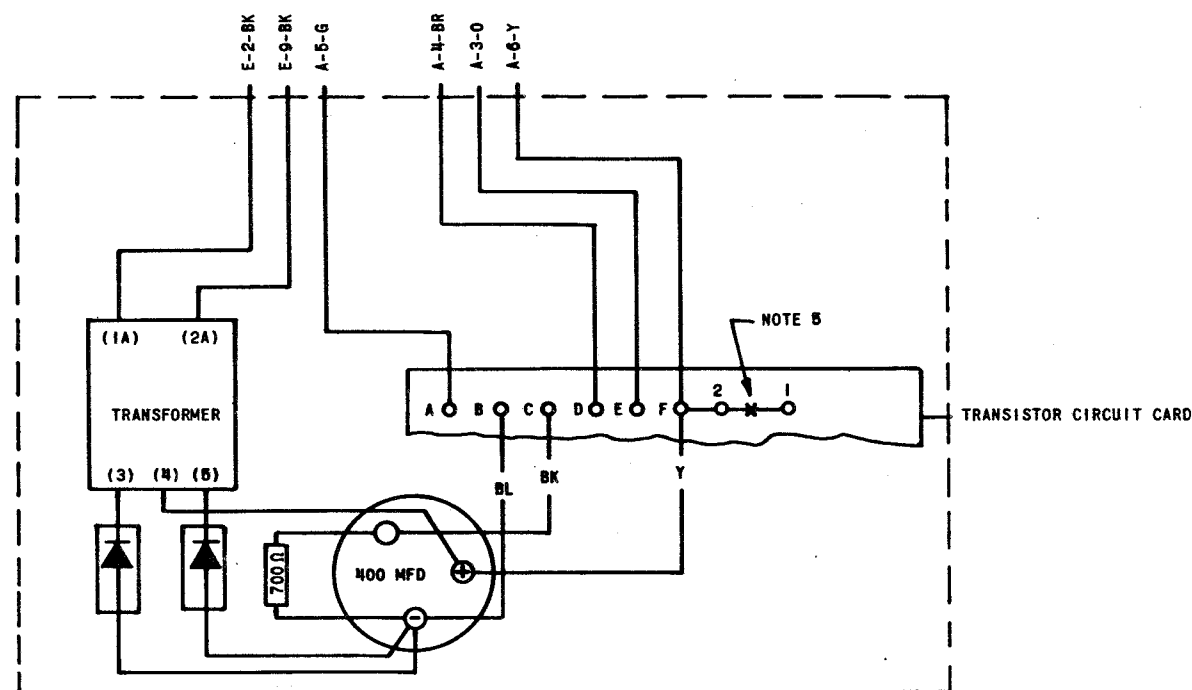 E-2-BK
E-9-BK
A-5-G
A-4-BR
A-3-O
A-6-Y
(1A) (2A)
TRANSFORMER
(3) (4) (5)
NOTE 5
A B C D E F 2 1
TRANSISTOR CIRCUIT CARD
BL
BK
Y
700 Ω
400 MFD
+
-